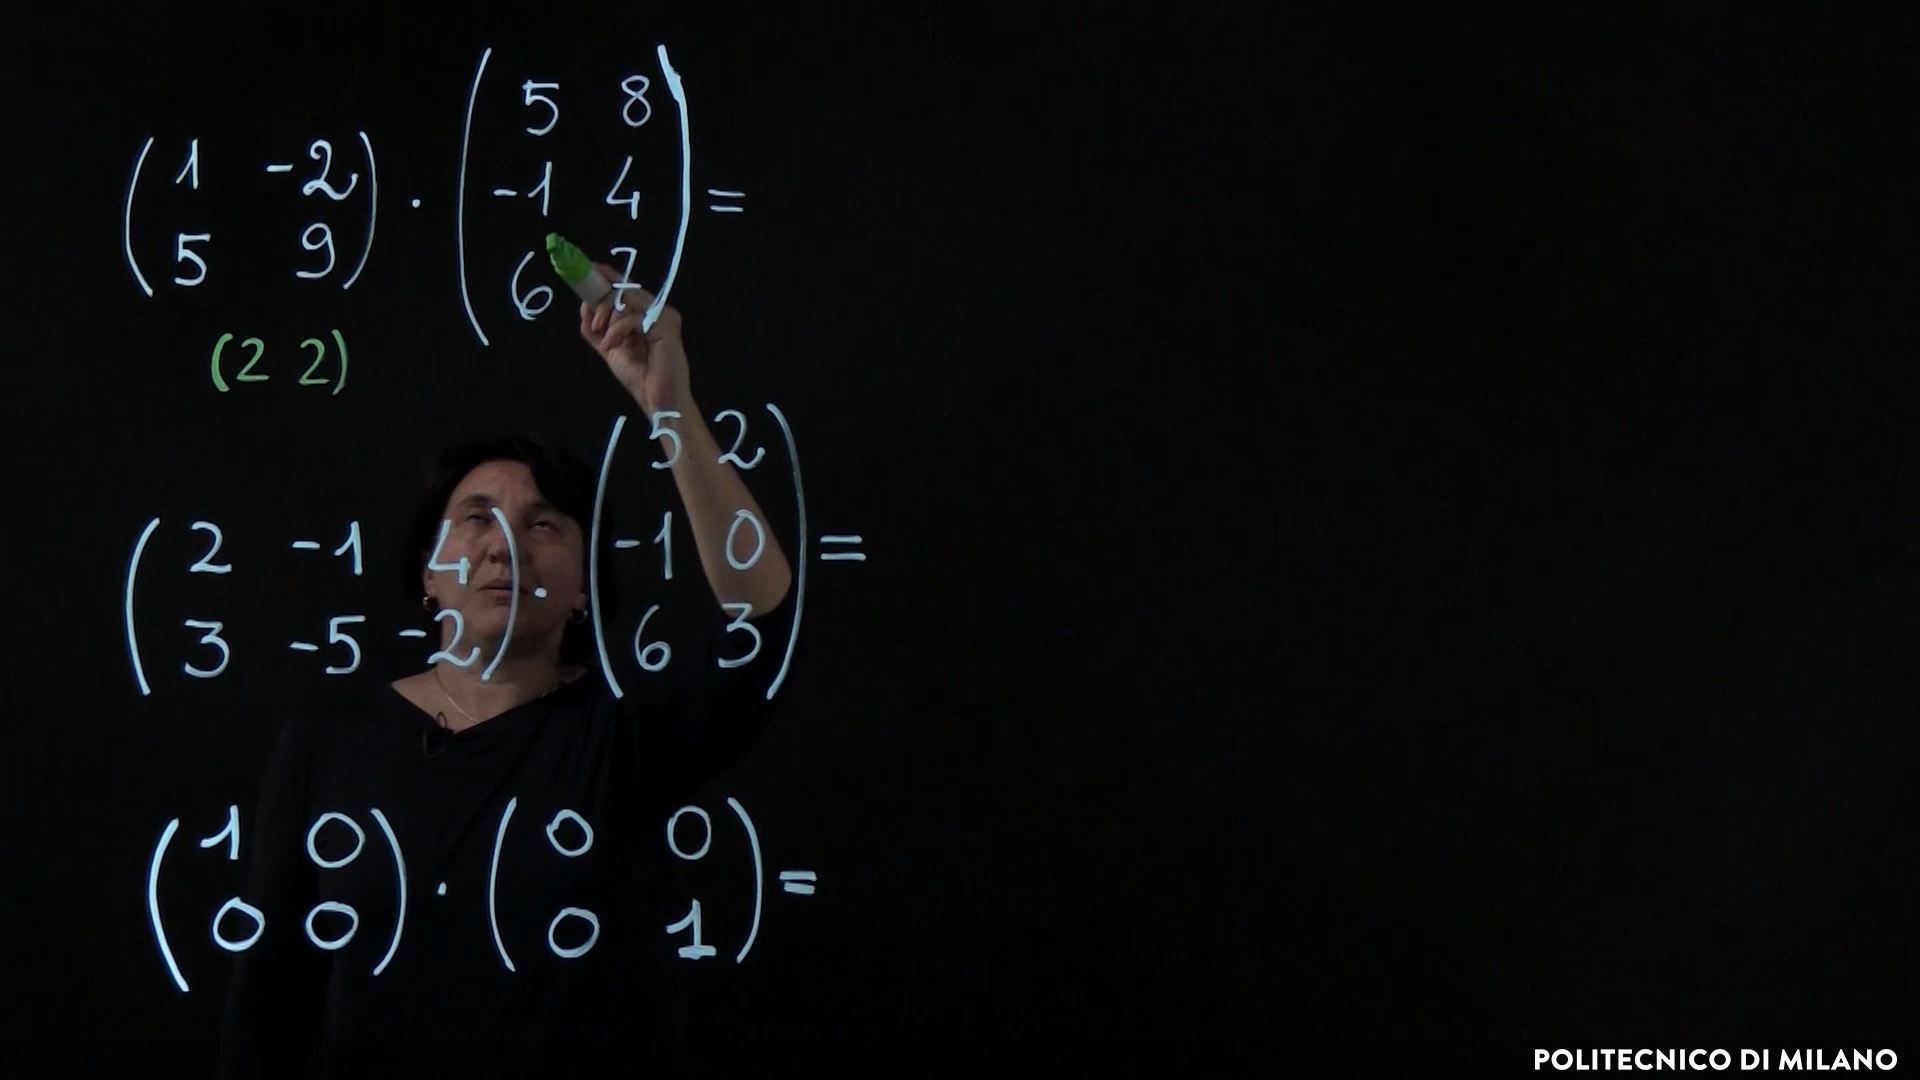 ( 1 -2 ) · ( 5 8 ) =
( 5 9 ) ( -1 4 )
( 6 7 )
(2 2)
( 2 -1 4 ) · ( 5 2 ) =
( 3 -5 -2 ) ( -1 0 )
( 6 3 )
( 1 0 ) · ( 0 0 ) =
( 0 0 ) ( 0 1 )
POLITECNICO DI MILANO